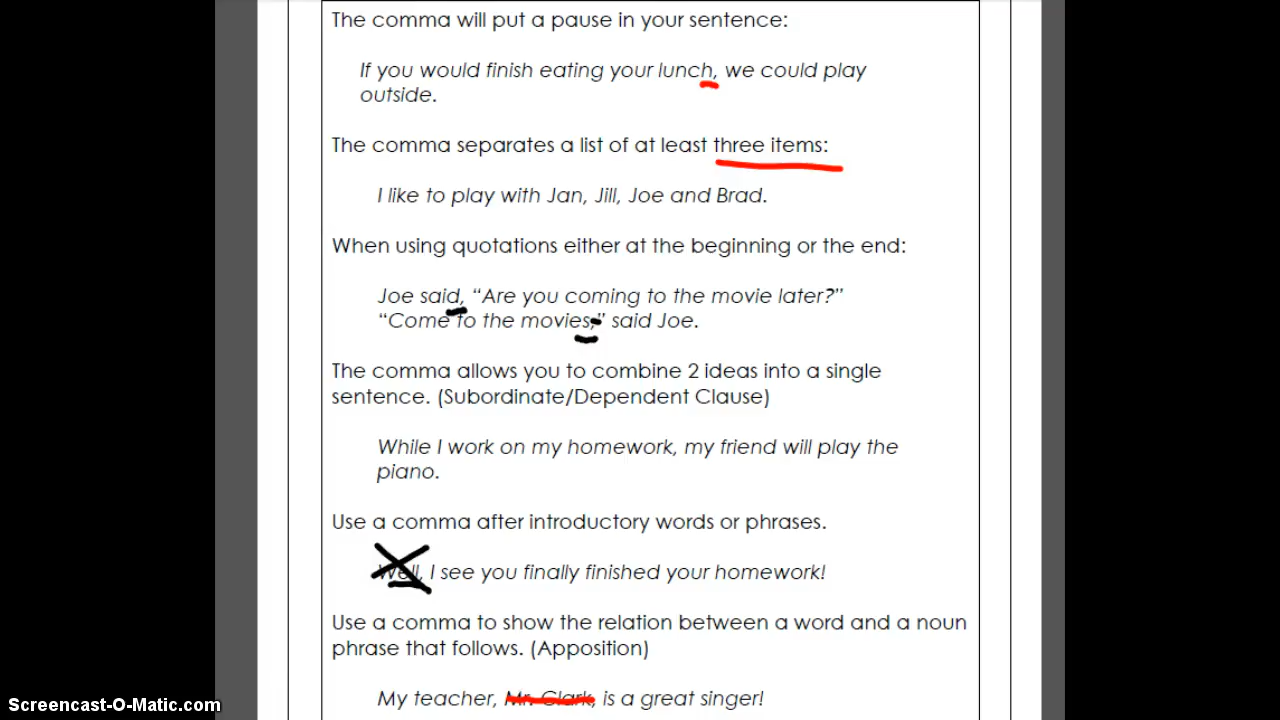 The comma will put a pause in your sentence:
If you would finish eating your lunch, we could play
outside.
The comma separates a list of at least three items:
I like to play with Jan, Jill, Joe and Brad.
When using quotations either at the beginning or the end:
Joe said, “Are you coming to the movie later?”
“Come to the movies,” said Joe.
The comma allows you to combine 2 ideas into a single
sentence. (Subordinate/Dependent Clause)
While I work on my homework, my friend will play the
piano.
Use a comma after introductory words or phrases.
Well, I see you finally finished your homework!
Use a comma to show the relation between a word and a noun
phrase that follows. (Apposition)
My teacher, Mr. Clark, is a great singer!
Screencast-O-Matic.com